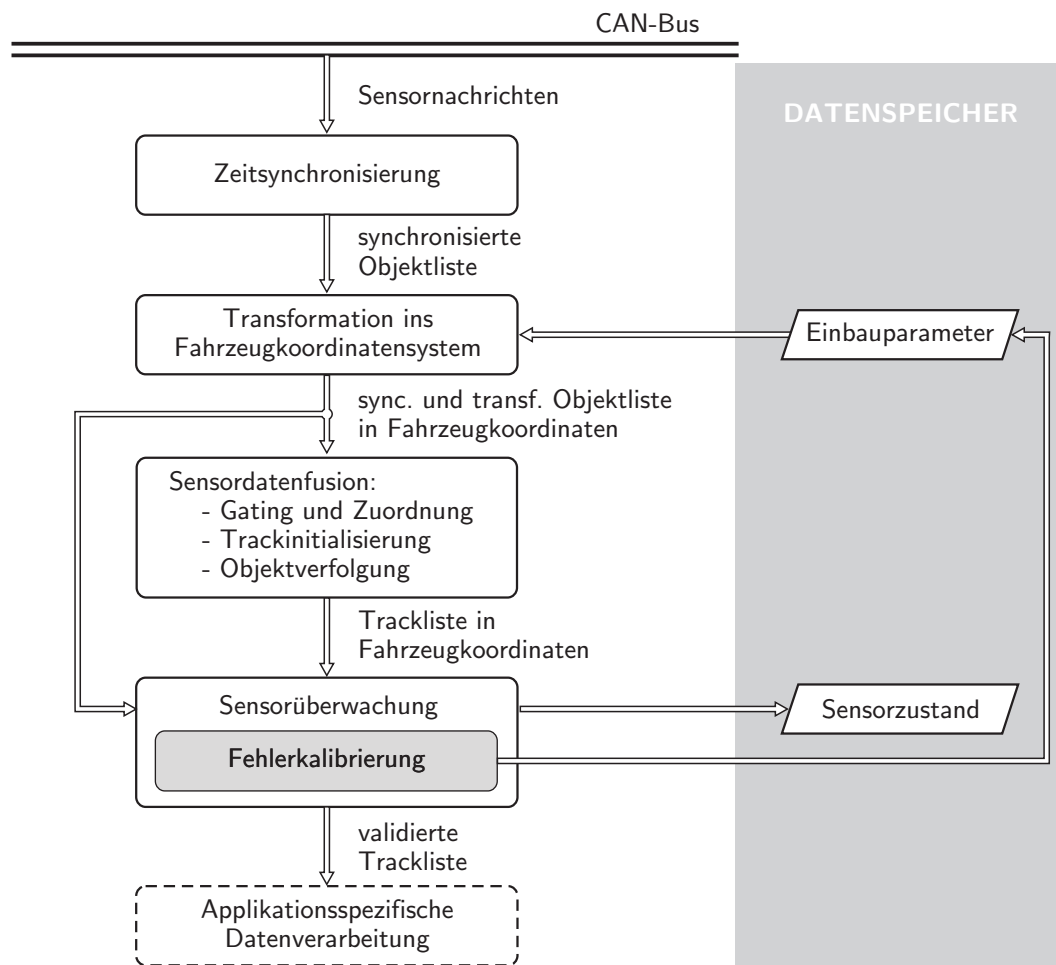 CAN-Bus
Sensornachrichten
DATENSPEICHER
Zeitsynchronisierung
synchronisierte
Objektliste
Transformation ins
Fahrzeugkoordinatensystem
Einbauparameter
sync. und transf. Objektliste
in Fahrzeugkoordinaten
Sensordatenfusion:
- Gating und Zuordnung
- Trackinitialisierung
- Objektverfolgung
Trackliste in
Fahrzeugkoordinaten
Sensorüberwachung
Sensorzustand
Fehlerkalibrierung
validierte
Trackliste
Applikationsspezifische
Datenverarbeitung